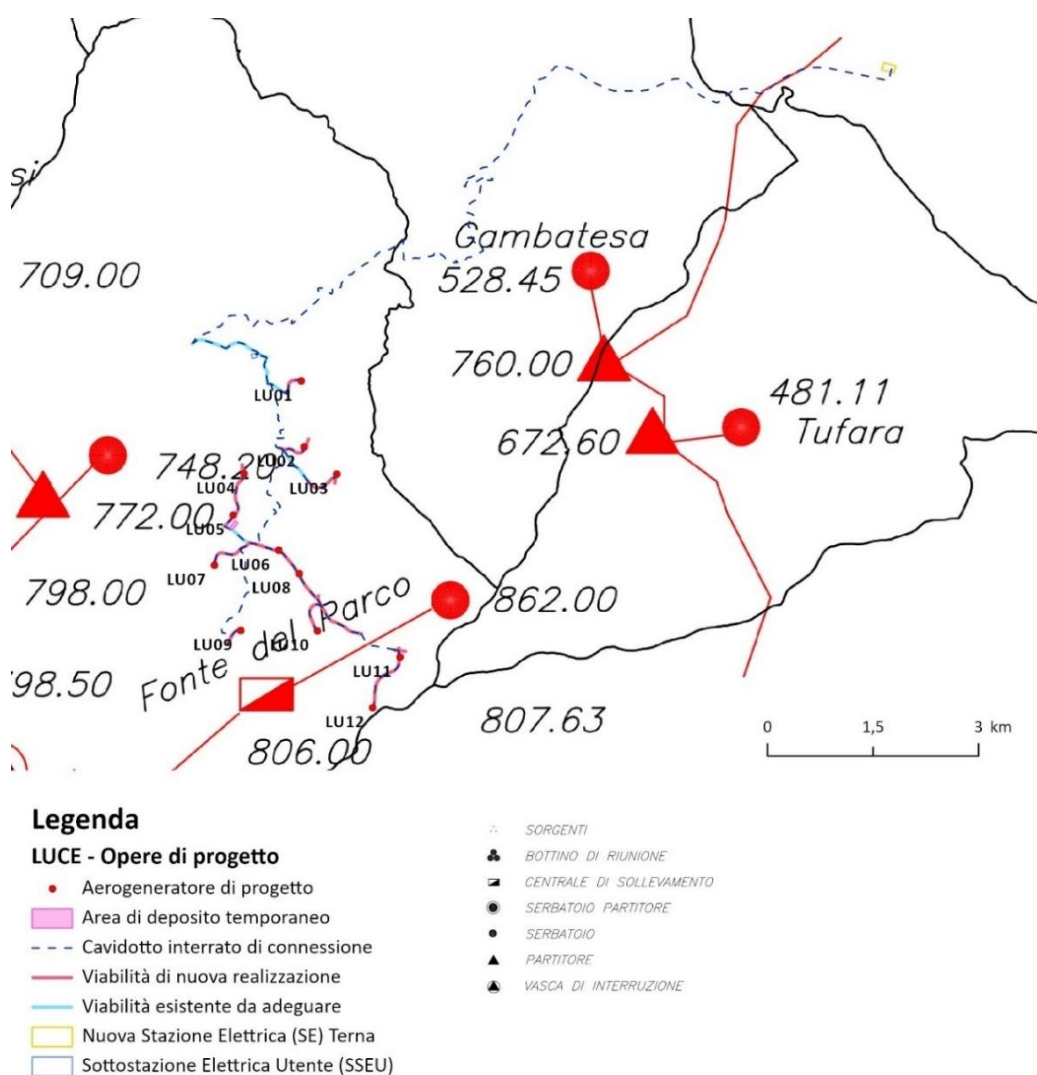 si
Gambatesa
528.45
709.00
760.00
LU01
481.11
Tufara
672.60
LU02
748.20
LU03
LU04
772.00
LU05
LU06
LU07
LU08
798.00
862.00
LU09
LU10
Fonte del Parco
LU11
98.50
LU12
807.63
806.00
0 1,5 3 km
Legenda
LUCE - Opere di progetto
Aerogeneratore di progetto
Area di deposito temporaneo
Cavidotto interrato di connessione
Viabilità di nuova realizzazione
Viabilità esistente da adeguare
Nuova Stazione Elettrica (SE) Terna
Sottostazione Elettrica Utente (SSEU)
SORGENTI
BOTTINO DI RIUNIONE
CENTRALE DI SOLLEVAMENTO
SERBATOIO PARTITORE
SERBATOIO
PARTITORE
VASCA DI INTERRUZIONE